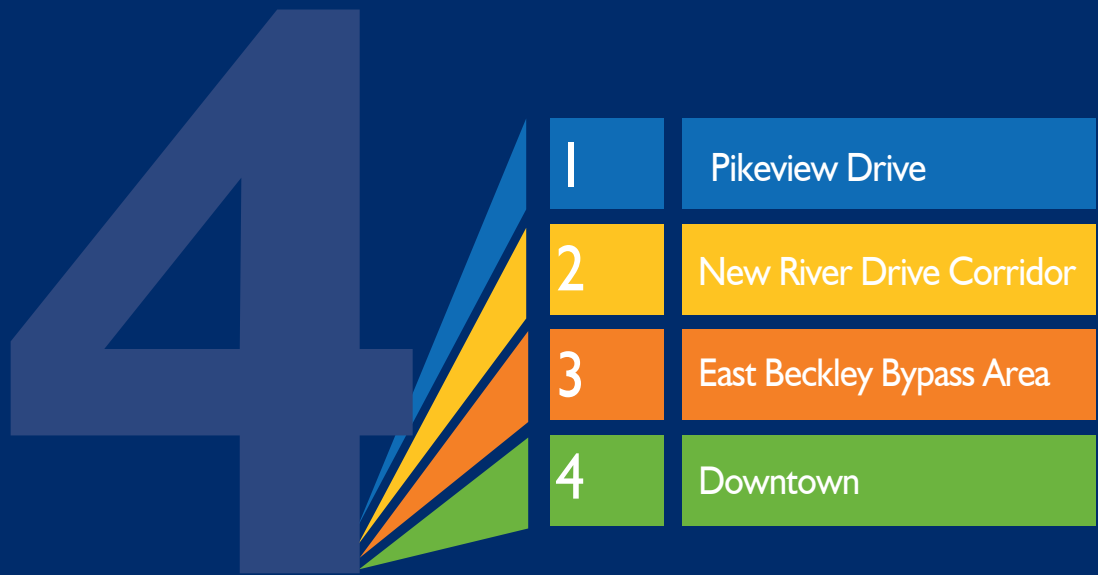 4
1 Pikeview Drive
2 New River Drive Corridor
3 East Beckley Bypass Area
4 Downtown